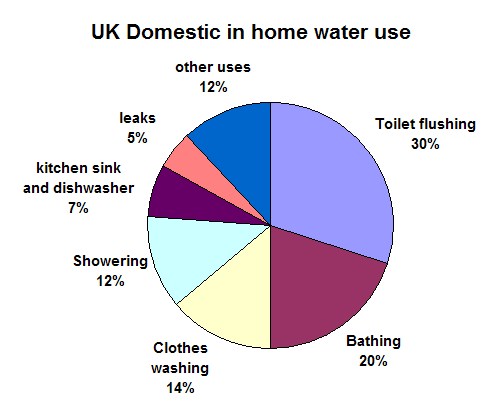 UK Domestic in home water use
other uses
12%
Toilet flushing
30%
leaks
5%
kitchen sink
and dishwasher
7%
Showering
12%
Bathing
20%
Clothes
washing
14%